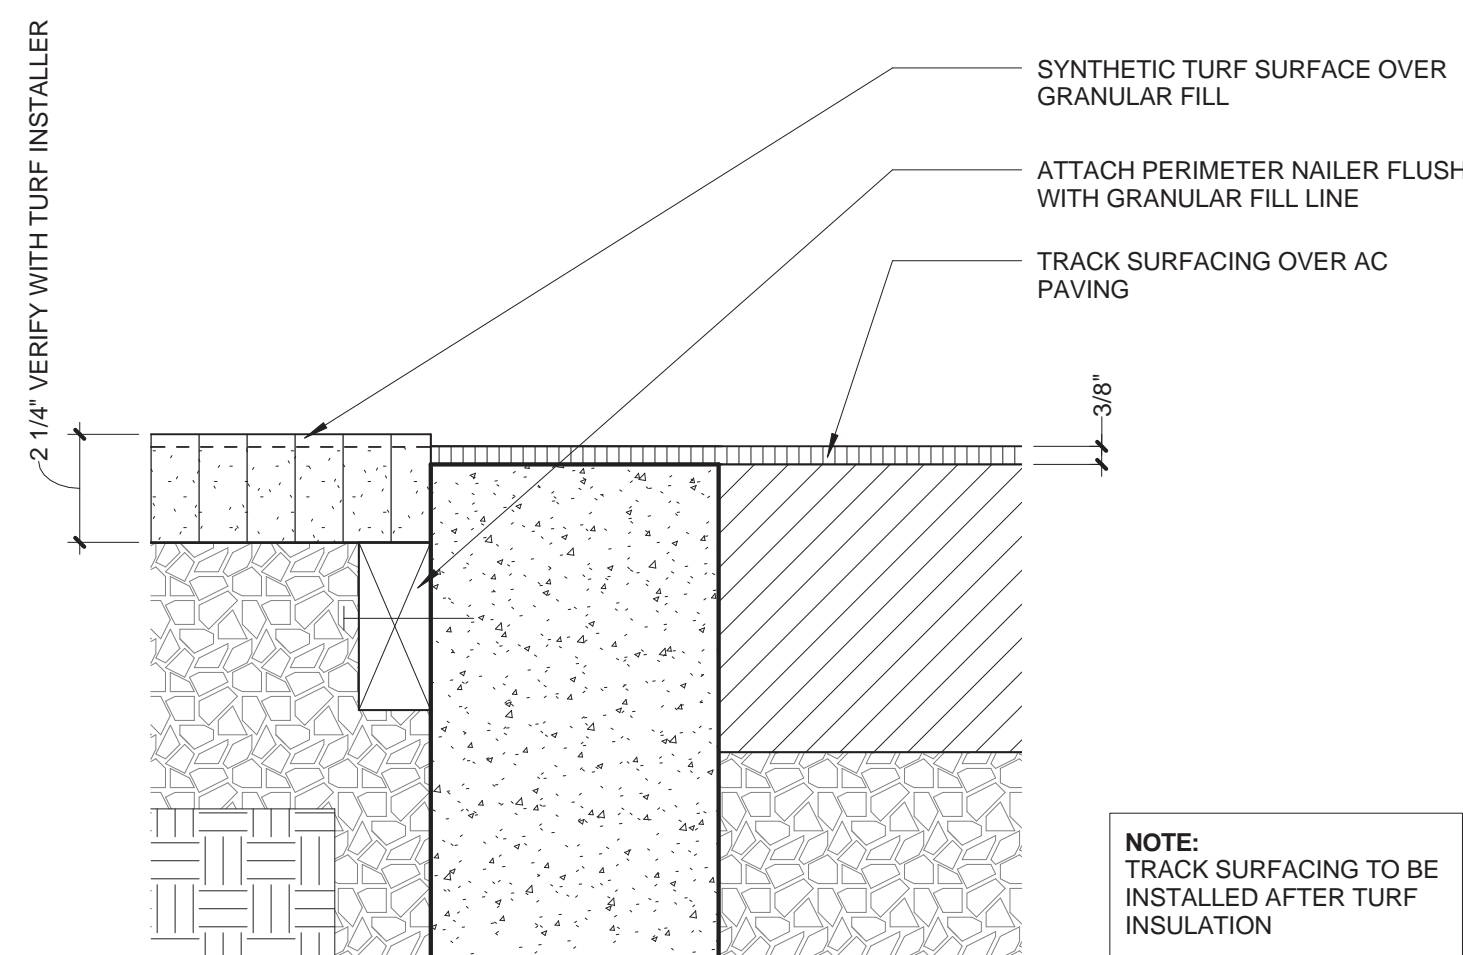 2 1/4" VERIFY WITH TURF INSTALLER
SYNTHETIC TURF SURFACE OVER
GRANULAR FILL
ATTACH PERIMETER NAILER FLUSH
WITH GRANULAR FILL LINE
TRACK SURFACING OVER AC
PAVING
3/8"
NOTE:
TRACK SURFACING TO BE
INSTALLED AFTER TURF
INSULATION